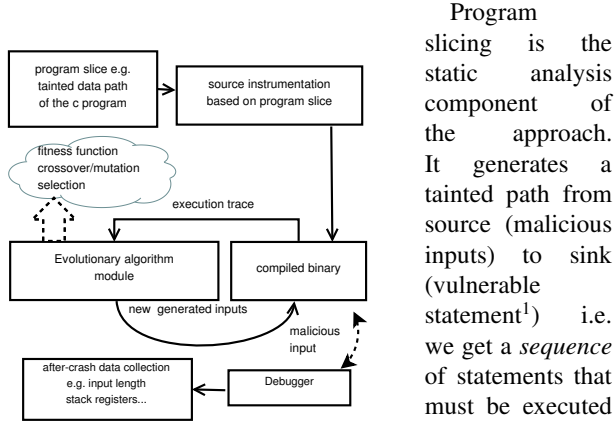 program slice e.g.
tainted data path
of the c program
source instrumentation
based on program slice
fitness function
crossover/mutation
selection
execution trace
Evolutionary algorithm
module
compiled binary
new generated inputs
malicious
input
after-crash data collection
e.g. input length
stack registers...
Debugger
Program
slicing is the
static analysis
component of
the approach.
It generates a
tainted path from
source (malicious
inputs) to sink
(vulnerable
statement1) i.e.
we get a sequence
of statements that
must be executed